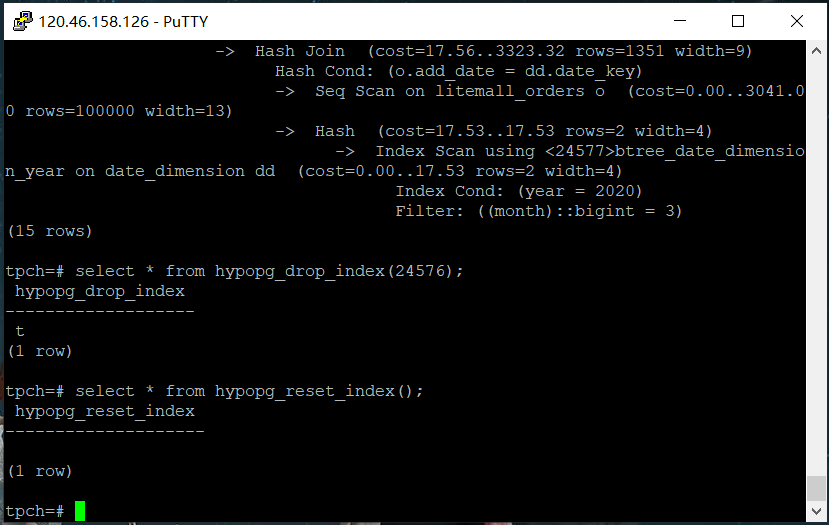 120.46.158.126 - PuTTY
-> Hash Join (cost=17.56..3323.32 rows=1351 width=9)
Hash Cond: (o.add_date = dd.date_key)
-> Seq Scan on litemall_orders o (cost=0.00..3041.0
0 rows=100000 width=13)
-> Hash (cost=17.53..17.53 rows=2 width=4)
-> Index Scan using <24577>btree_date_dimensio
n_year on date_dimension dd (cost=0.00..17.53 rows=2 width=4)
Index Cond: (year = 2020)
Filter: ((month)::bigint = 3)
(15 rows)
tpch=# select * from hypopg_drop_index(24576);
hypopg_drop_index
-------------------
t
(1 row)
tpch=# select * from hypopg_reset_index();
hypopg_reset_index
--------------------
(1 row)
tpch=#